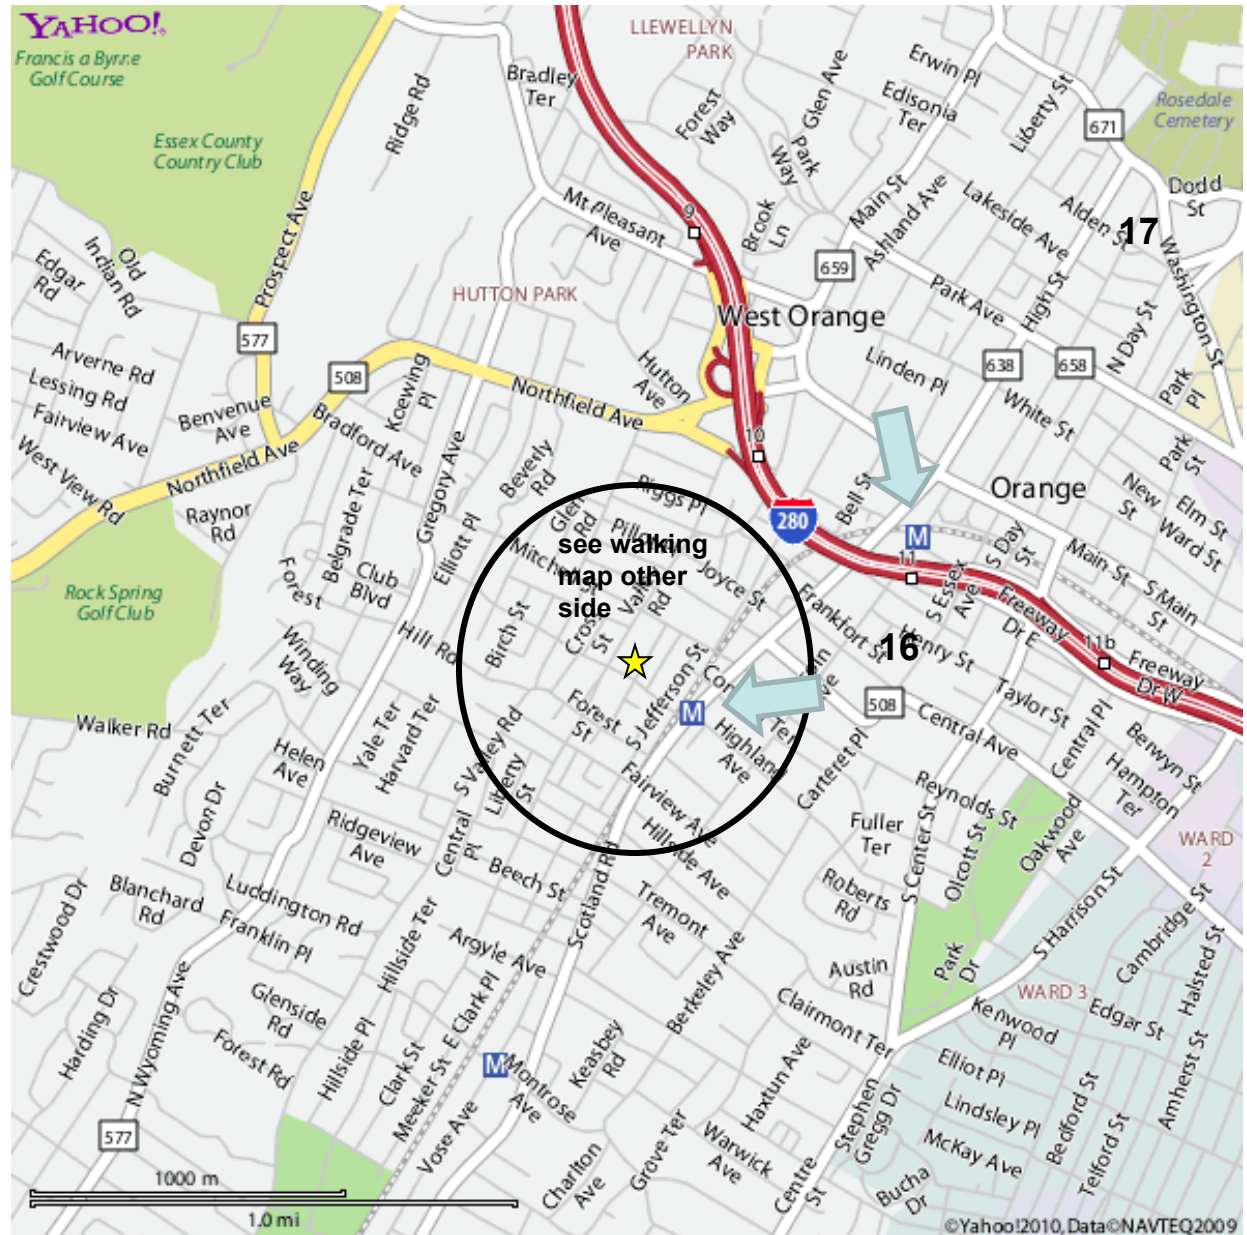 YAHOO!
Francis a Byrne
Golf Course
Essex County
Country Club
LLEWELLYN
PARK
Bradley
Ter
Ridge Rd
Forest
Way
Glen Ave
Park
Way
Erwin Pl
Edisonia
Ter
Liberty St
671
Rosedale
Cemetery
Dodd
St
Mt Pleasant
Ave
9
Brook
Ln
Main St
Ashland Ave
Lakeside Ave
Alden St
17
Washington St
Old
Indian Rd
Edgar
Rd
Prospect Ave
HUTTON PARK
659
Park Ave
High St
N Day St
West Orange
577
508
Arverne Rd
Lessing Rd
Fairview Ave
West View Rd
Benvenue
Ave
Bradford Ave
Koewing
Pl
Hutton
Ave
Northfield Ave
Linden Pl
638
658
Park
Pl
White St
10
Northfield Ave
Raynor
Rd
Belgrade Ter
Gregory Ave
Beverly
Rd
Riggs Pl
Bell St
Orange
Park
St
New
St
Elm St
Ward St
280
M
11
S Day
St
Main St
S Main
St
Glen
Rd
see walking
map other
side
Mitchell
Joyce St
Valley
Rd
Cross
St
Elliott Pl
Club
Blvd
Forest
Rock Spring
Golf Club
Hill Rd
Birch St
Winding
Way
S Essex
Ave
Freeway
Dr E
Frankfort St
Henry St
16
11b
Freeway
Dr W
Taylor St
508
Central Ave
Central Pl
Berwyn St
Hampton
Ter
S Jefferson St
M
Forest
St
Highland
Ave
Ter
Carteret Pl
Walker Rd
Burnett Ter
Helen
Ave
Yale Ter
Harvard Ter
S Valley Rd
Liberty
St
Fairview Ave
Hillside Ave
Reynolds St
Fuller
Ter
S Center St
Olcott St
Oakwood
Ave
WARD
2
Devon Dr
Ridgeview
Ave
Central
Pl
Beech St
Scotland Rd
Tremont
Ave
Roberts
Rd
S Harrison St
Cambridge St
Halsted St
Crestwood Dr
Blanchard
Rd
Luddington Rd
Franklin Pl
Hillside Ter
Argyle Ave
Berkeley Ave
Austin
Rd
Park
Dr
WARD 3
Edgar St
Kenwood
Pl
Clairmont Ter
Harding Dr
N Wyoming Ave
Glenside
Rd
Forest Rd
Hillside Pl
Clark St
Meeker St
E Clark Pl
M
Montrose
Ave
Vose Ave
Keasbey
Rd
Haxtun Ave
Elliot Pl
Lindsley Pl
McKay Ave
Bedford St
Telford St
Amherst St
577
Charlton
Ave
Grove Ter
Warwick
Ave
Centre
St
Stephen
Gregg Dr
Bucha
Dr
1000 m
1.0 mi
©Yahoo!2010, Data©NAVTEQ2009